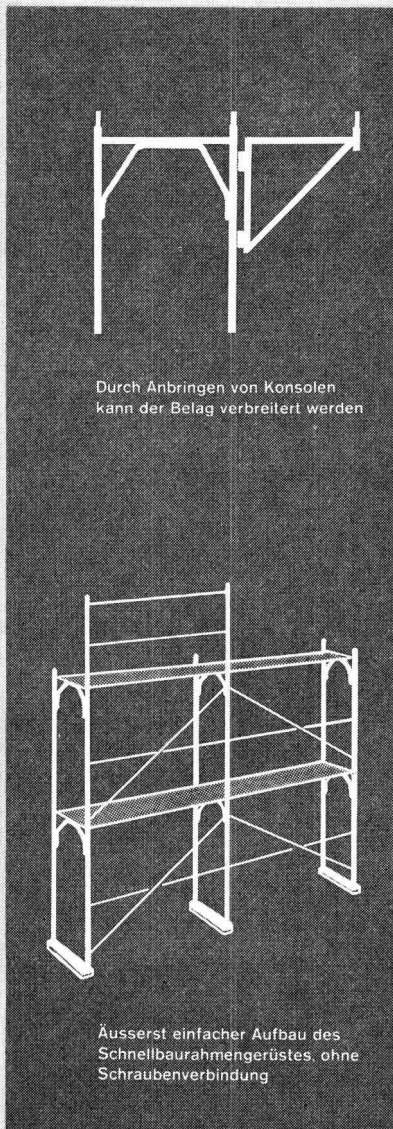 Durch Anbringen von Konsolen
kann der Belag verbreitert werden
Äusserst einfacher Aufbau des
Schnellbaurahmengerüstes, ohne
Schraubenverbindung